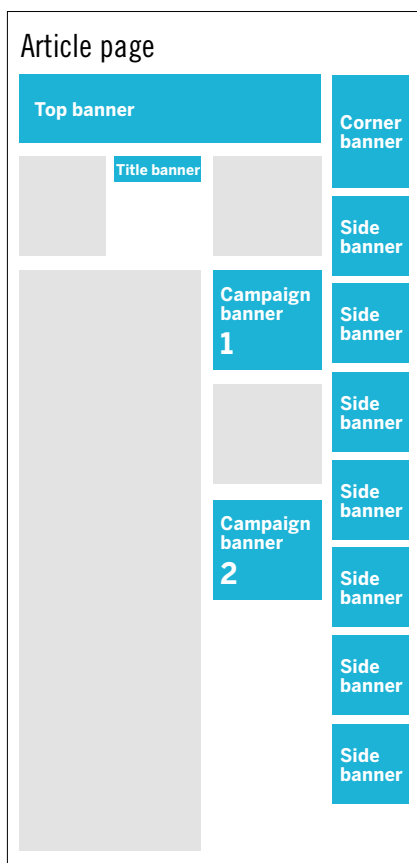 Article page
Top banner
Corner
banner
Title banner
Side
banner
Campaign
banner
1
Side
banner
Side
banner
Side
banner
Campaign
banner
2
Side
banner
Side
banner
Side
banner